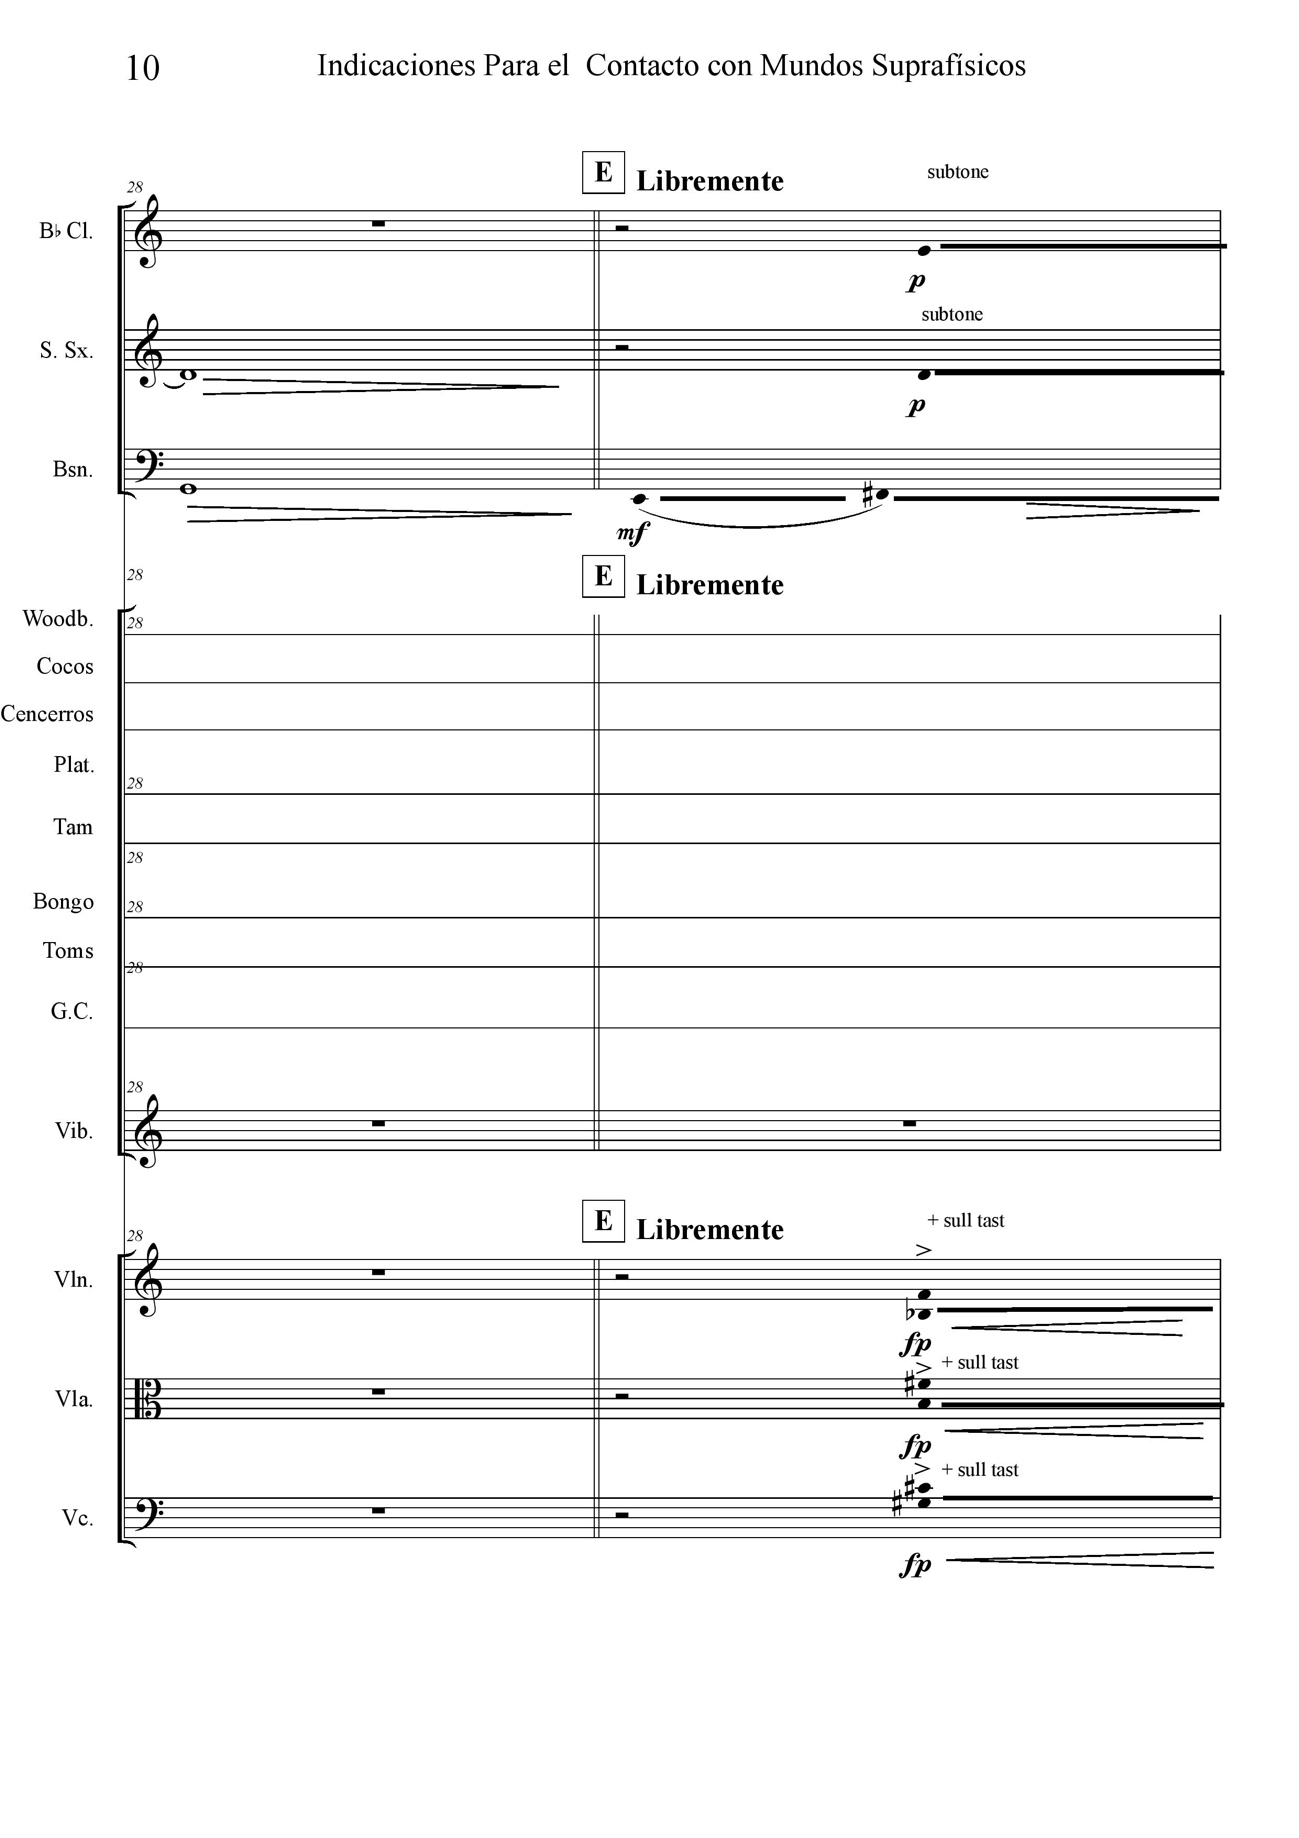 10 Indicaciones Para el  Contacto con Mundos Suprafísicos
E Libremente
subtone
28
B♭ Cl.
p
subtone
S. Sx.
p
Bsn.
mf
28
E Libremente
Woodb.
28
Cocos
Cencerros
Plat.
28
Tam
28
Bongo
28
Toms
28
G.C.
28
Vib.
E Libremente
+ sull tast
28
Vln.
fp
+ sull tast
Vla.
fp
+ sull tast
Vc.
fp